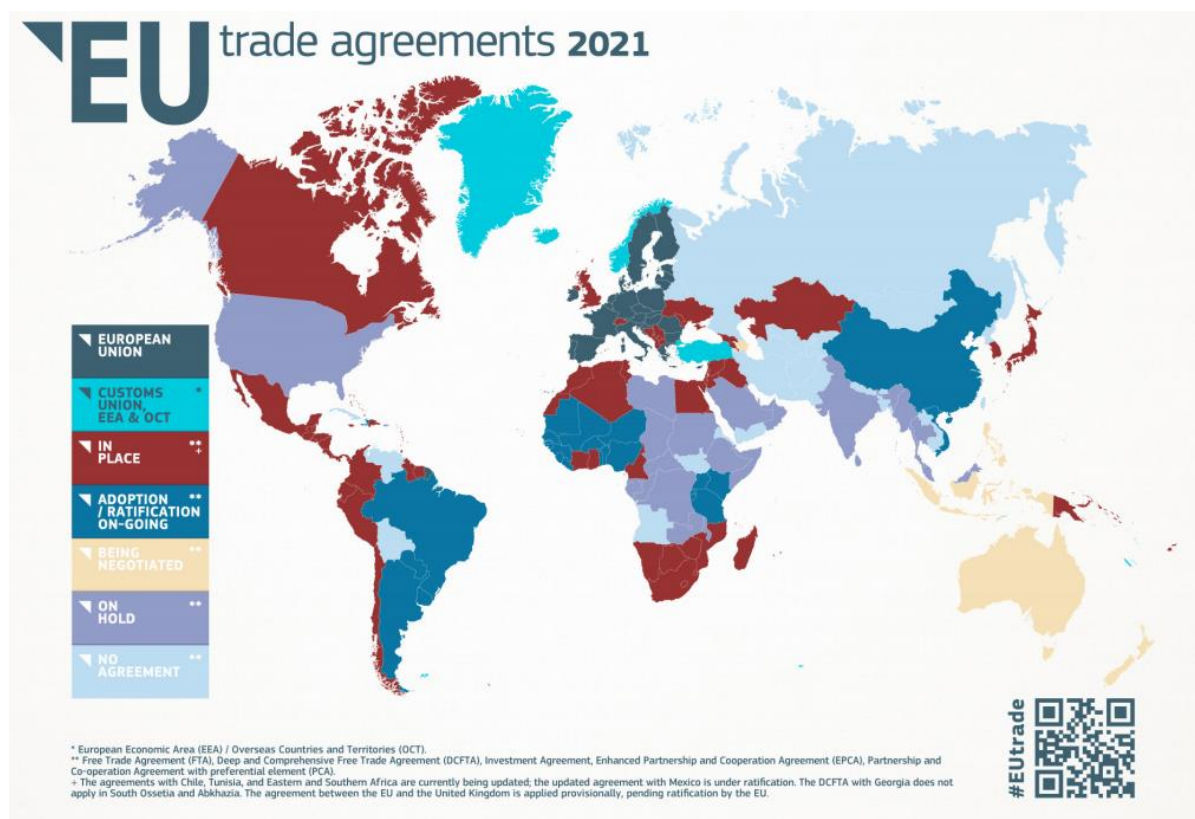 EU trade agreements 2021
EUROPEAN
UNION
CUSTOMS *
UNION,
EEA & OCT
IN **
PLACE +
ADOPTION **
/ RATIFICATION
ON-GOING
BEING **
NEGOTIATED
ON **
HOLD
NO **
AGREEMENT
#EUtrade
* European Economic Area (EEA) / Overseas Countries and Territories (OCT).
** Free Trade Agreement (FTA), Deep and Comprehensive Free Trade Agreement (DCFTA), Investment Agreement, Enhanced Partnership and Cooperation Agreement (EPCA), Partnership and
Co-operation Agreement with preferential element (PCA).
+ The agreements with Chile, Tunisia, and Eastern and Southern Africa are currently being updated; the updated agreement with Mexico is under ratification. The DCFTA with Georgia does not
apply in South Ossetia and Abkhazia. The agreement between the EU and the United Kingdom is applied provisionally, pending ratification by the EU.